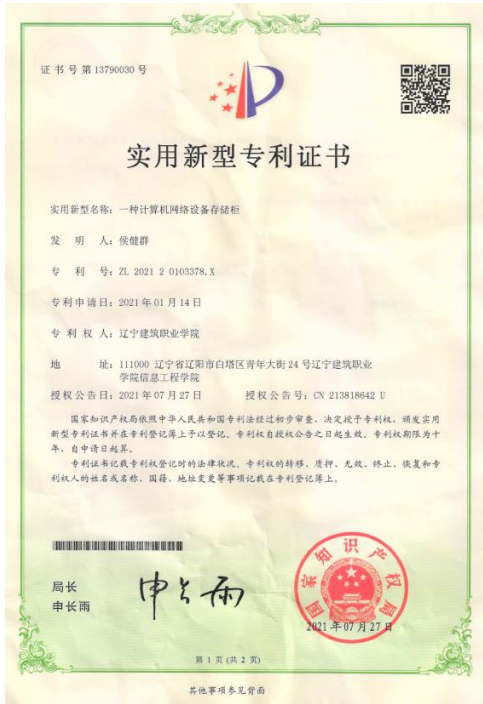 证书号第13790030号
实用新型专利证书
实用新型名称：一种计算机网络设备存储柜
发明人：侯健群
专利号：ZL 2021 2 0103378.X
专利申请日：2021年01月14日
专利权人：辽宁建筑职业学院
地址：111000 辽宁省辽阳市白塔区青年大街24号辽宁建筑职业
学院信息工程学院
授权公告日：2021年07月27日 授权公告号：CN 213818642 U
国家知识产权局依照中华人民共和国专利法经过初步审查，决定授予专利权，颁发实用
新型专利证书并在专利登记簿上予以登记。专利权自授权公告之日起生效。专利权期限为十
年，自申请日起算。
专利证书记载专利权登记时的法律状况。专利权的转移、质押、无效、终止、恢复和专
利权人的姓名或名称、国籍、地址变更等事项记载在专利登记簿上。
局长
申长雨
申长雨
国家知识产权局
2021年07月27日
第1页(共2页)
其他事项参见背面